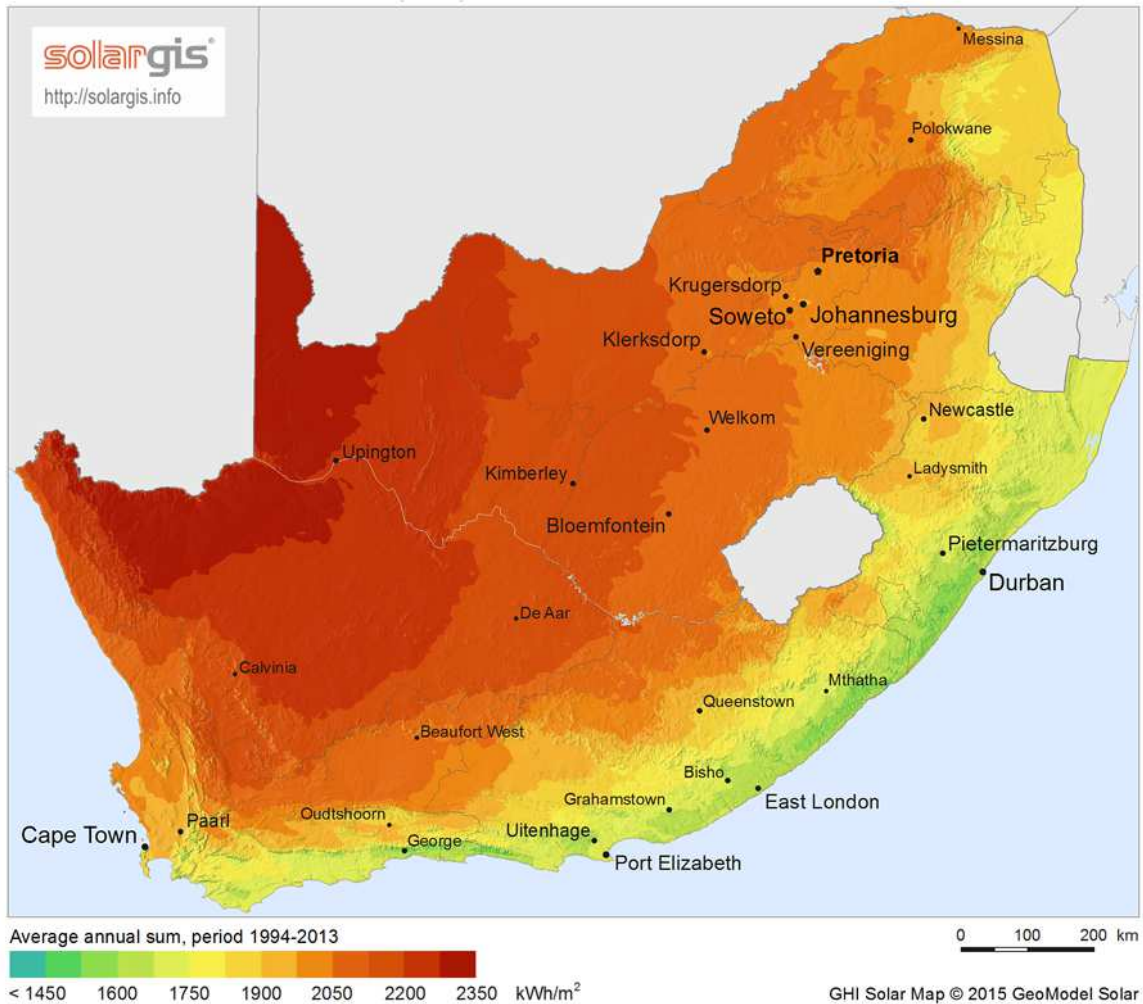 solargis
http://solargis.info
Messina
Polokwane
Pretoria
Krugersdorp
Soweto
Johannesburg
Klerksdorp
Vereeniging
Welkom
Newcastle
Upington
Kimberley
Ladysmith
Bloemfontein
Pietermaritzburg
Durban
De Aar
Calvinia
Mthatha
Queenstown
Beaufort West
Bisho
East London
Grahamstown
Oudtshoorn
Paarl
Cape Town
George
Uitenhage
Port Elizabeth
Average annual sum, period 1994-2013
0 100 200 km
< 1450 1600 1750 1900 2050 2200 2350 kWh/m²
GHI Solar Map © 2015 GeoModel Solar